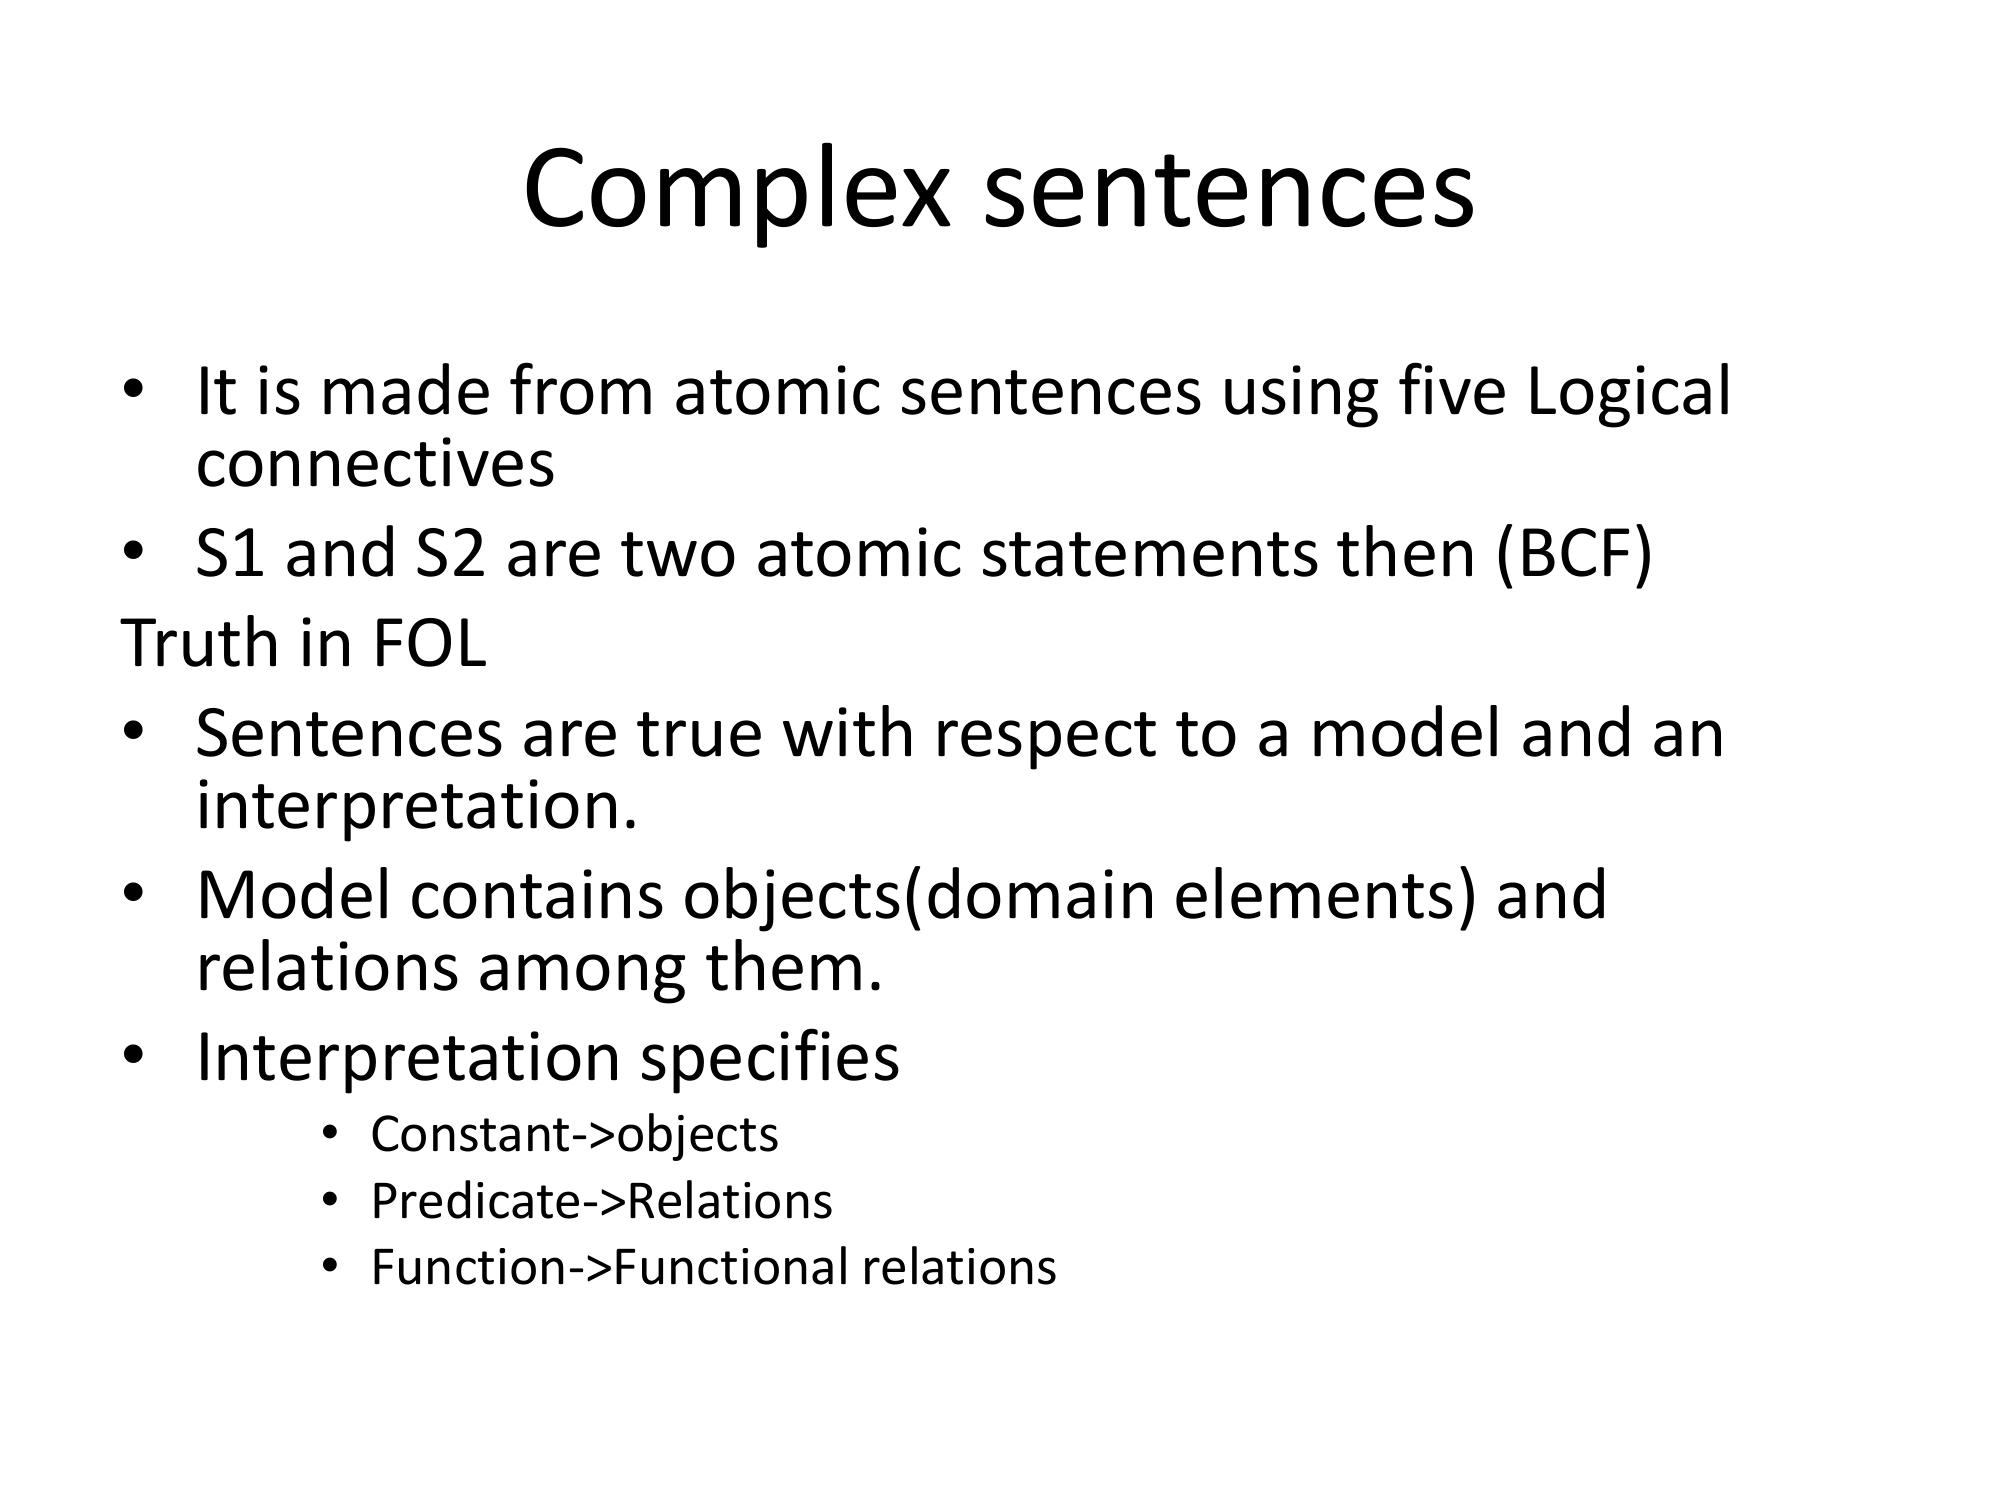 Complex sentences
• It is made from atomic sentences using five Logical
connectives
• S1 and S2 are two atomic statements then (BCF)
Truth in FOL
• Sentences are true with respect to a model and an
interpretation.
• Model contains objects(domain elements) and
relations among them.
• Interpretation specifies
• Constant->objects
• Predicate->Relations
• Function->Functional relations